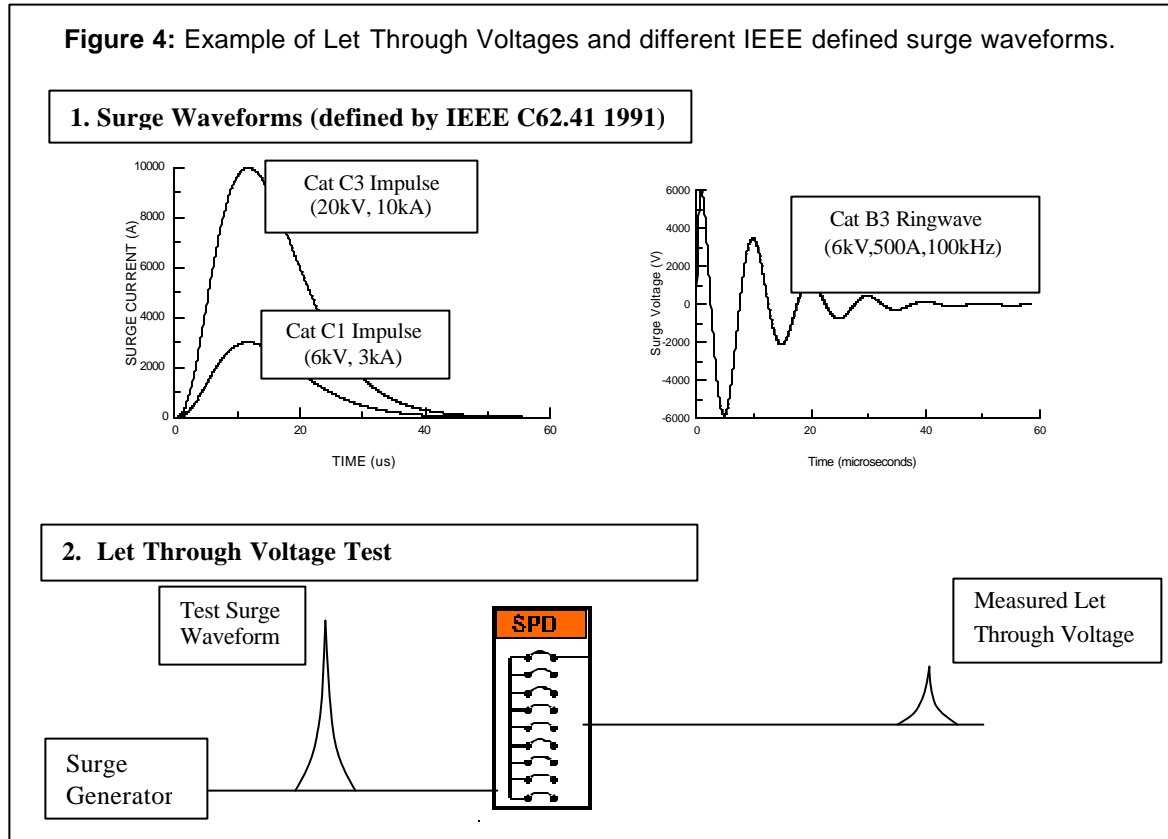 Figure 4: Example of Let Through Voltages and different IEEE defined surge waveforms.
1. Surge Waveforms (defined by IEEE C62.41 1991)
SURGE CURRENT (A)
10000
8000
6000
4000
2000
0
Cat C3 Impulse
(20kV, 10kA)
Cat C1 Impulse
(6kV, 3kA)
0 20 40 60
TIME (us)
Surge Voltage (V)
6000
4000
2000
0
-2000
-4000
-6000
Cat B3 Ringwave
(6kV,500A,100kHz)
0 20 40 60
Time (microseconds)
2. Let Through Voltage Test
Test Surge
Waveform
SPD
Measured Let
Through Voltage
Surge
Generator